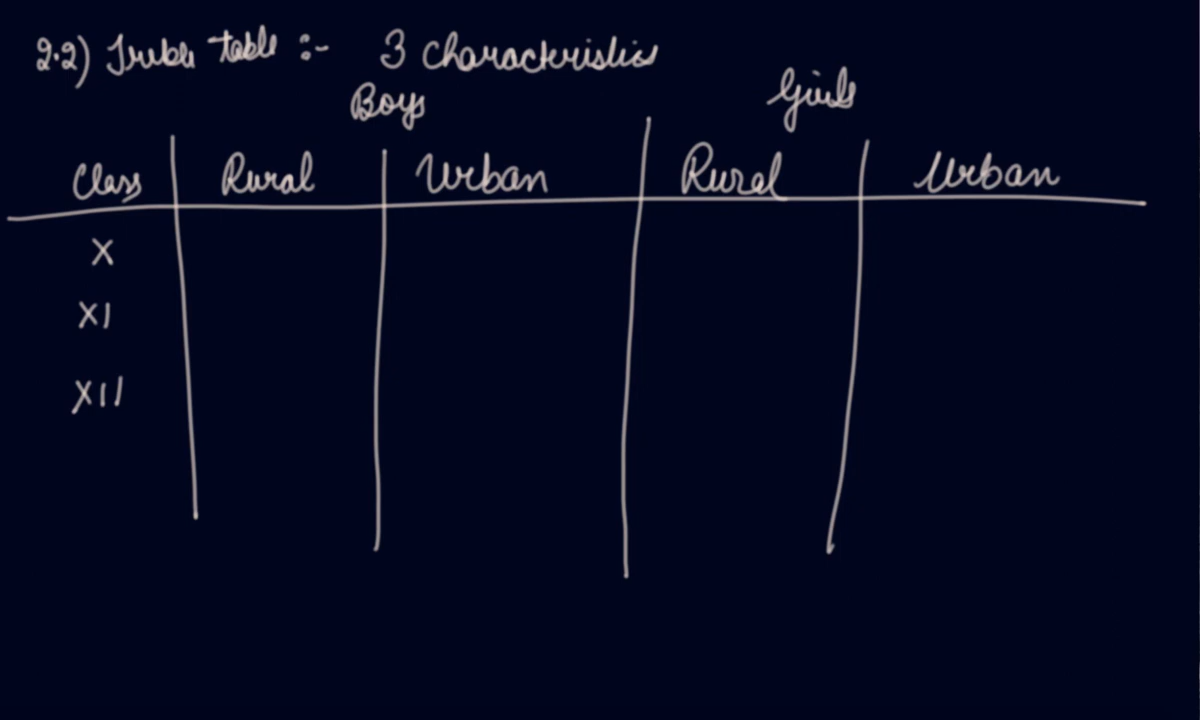 2.2) Treble table :- 3 characteristics
Boys Girls
Class Rural Urban Rural Urban
X
XI
XII